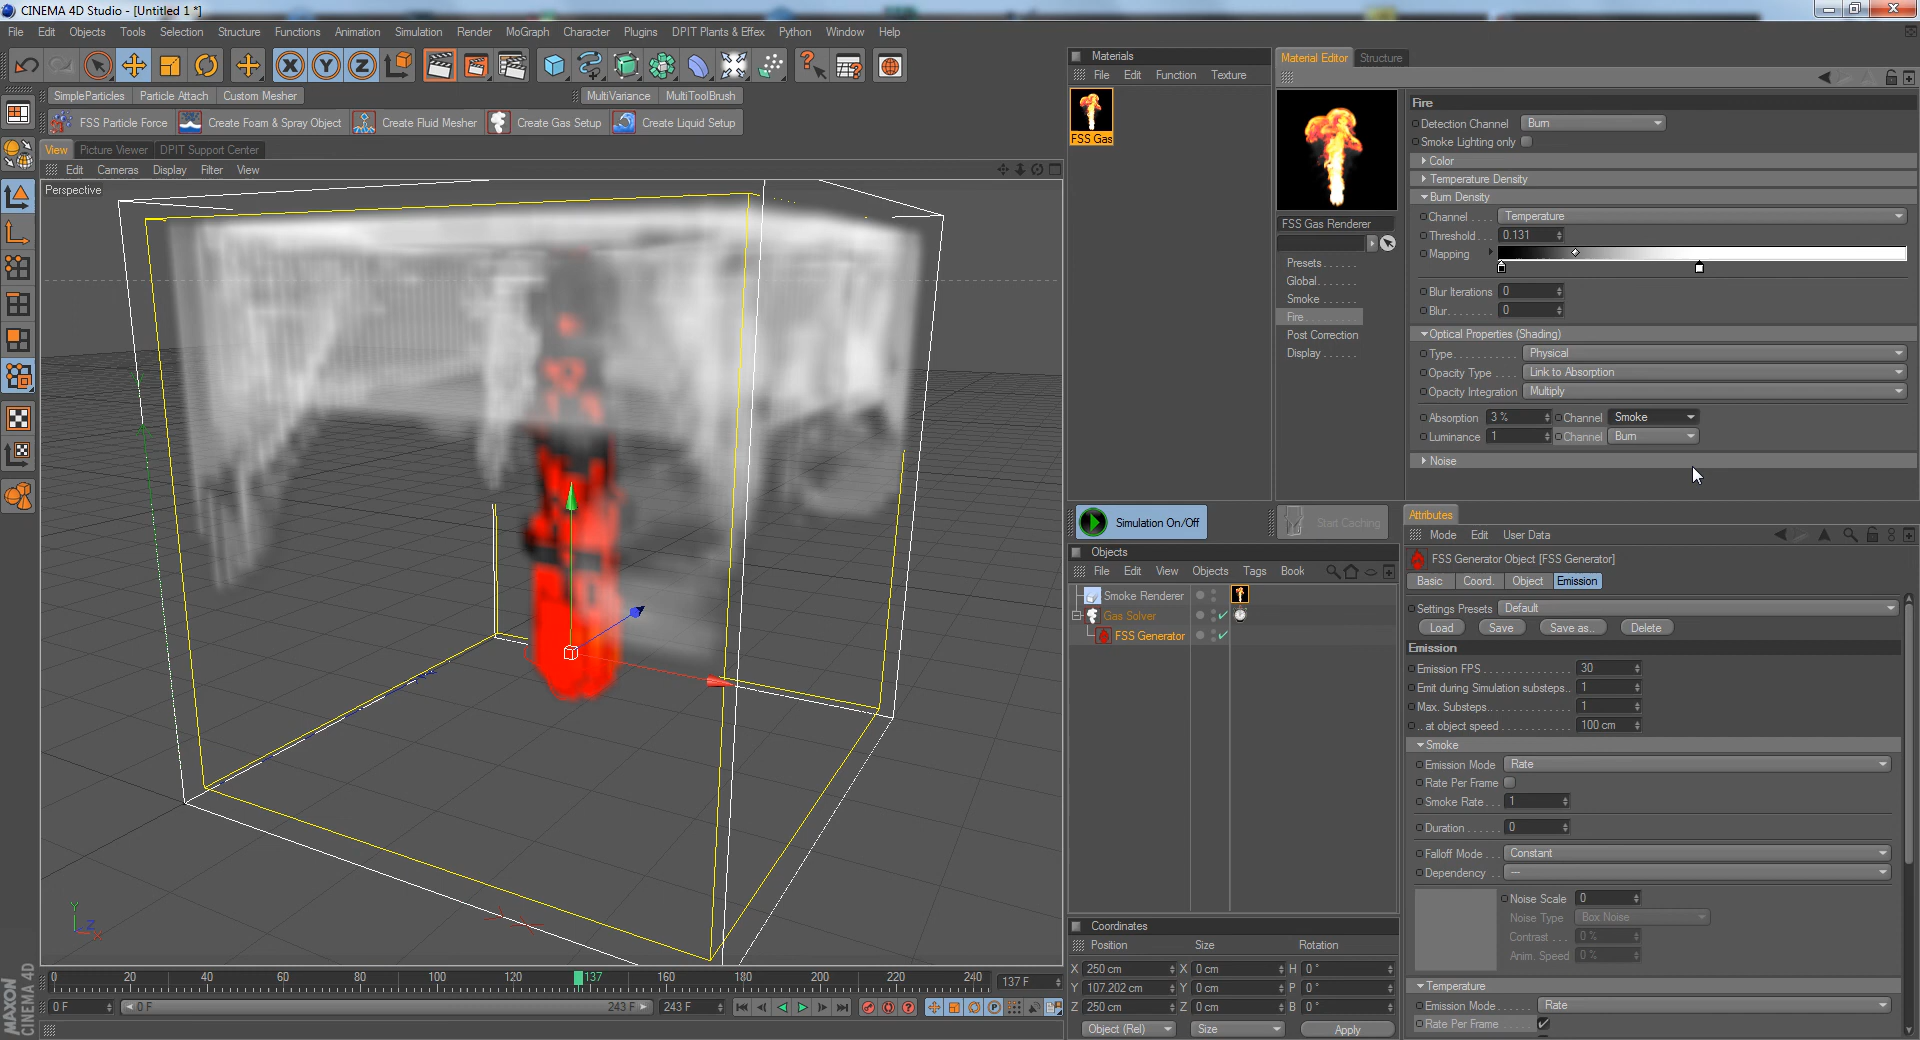 CINEMA 4D Studio - [Untitled 1 *]
File Edit Objects Tools Selection Structure Functions Animation Simulation Render MoGraph Character Plugins DPIT Plants & Effex Python Window Help
SimpleParticles Particle Attach Custom Mesher MultiVariance MultiToolBrush
FSS Particle Force Create Foam & Spray Object Create Fluid Mesher Create Gas Setup Create Liquid Setup
View Picture Viewer DPIT Support Center
Edit Cameras Display Filter View
Perspective
0 20 40 60 80 100 120 137 160 180 200 220 240 137 F
0 F 0 F 243 F 243 F
MAXON
CINEMA 4D
Materials
File Edit Function Texture
FSS Gas
Material Editor Structure
FSS Gas Renderer
Presets
Global
Smoke
Fire
Post Correction
Display
Fire
Detection Channel Burn
Smoke Lighting only
Color
Temperature Density
Burn Density
Channel Temperature
Threshold 0.131
Mapping
Blur Iterations 0
Blur 0
Optical Properties (Shading)
Type Physical
Opacity Type Link to Absorption
Opacity Integration Multiply
Absorption 3 % Channel Smoke
Luminance 1 Channel Burn
Noise
Simulation On/Off Start Caching
Objects
File Edit View Objects Tags Book
Smoke Renderer
Gas Solver
FSS Generator
Coordinates
Position Size Rotation
X 250 cm X 0 cm H 0 °
Y 107.202 cm Y 0 cm P 0 °
Z 250 cm Z 0 cm B 0 °
Object (Rel) Size Apply
Attributes
Mode Edit User Data
FSS Generator Object [FSS Generator]
Basic Coord. Object Emission
Settings Presets Default
Load Save Save as.. Delete
Emission
Emission FPS 30
Emit during Simulation substeps.. 1
Max. Substeps 1
.. at object speed 100 cm
Smoke
Emission Mode Rate
Rate Per Frame
Smoke Rate 1
Duration 0
Falloff Mode Constant
Dependency —
Noise Scale 0
Noise Type Box Noise
Contrast 0 %
Anim. Speed 0 %
Temperature
Emission Mode Rate
Rate Per Frame